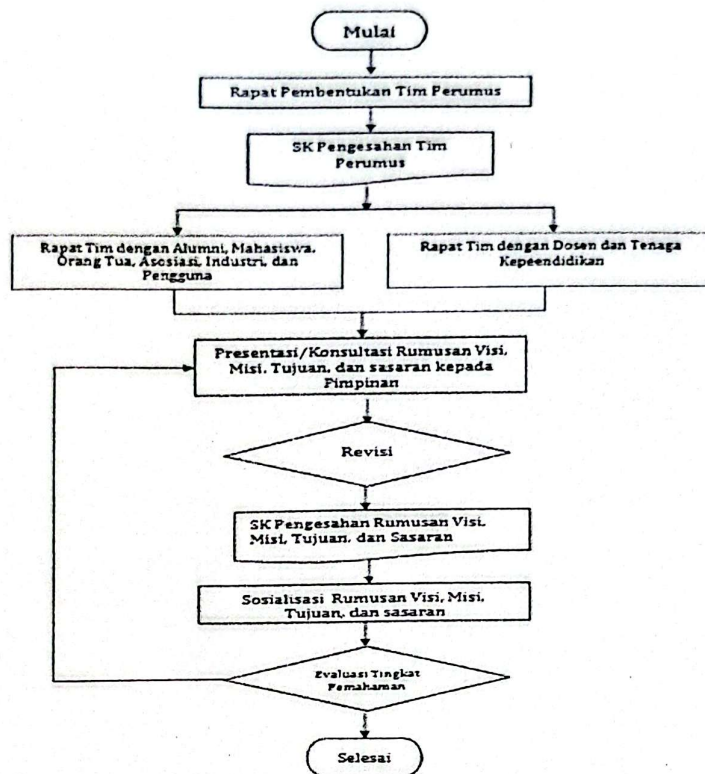 Mulai
Rapat Pembentukan Tim Perumus
SK Pengesahan Tim
Perumus
Rapat Tim dengan Alumni, Mahasiswa,
Orang Tua, Asosiasi, Industri, dan
Pengguna
Rapat Tim dengan Dosen dan Tenaga
Kepeendidikan
Presentasi/Konsultasi Rumusan Visi,
Misi, Tujuan, dan sasaran kepada
Pimpinan
Revisi
SK Pengesahan Rumusan Visi,
Misi, Tujuan, dan Sasaran
Sosialisasi Rumusan Visi, Misi,
Tujuan, dan sasaran
Evaluasi Tingkat
Pemahaman
Selesai